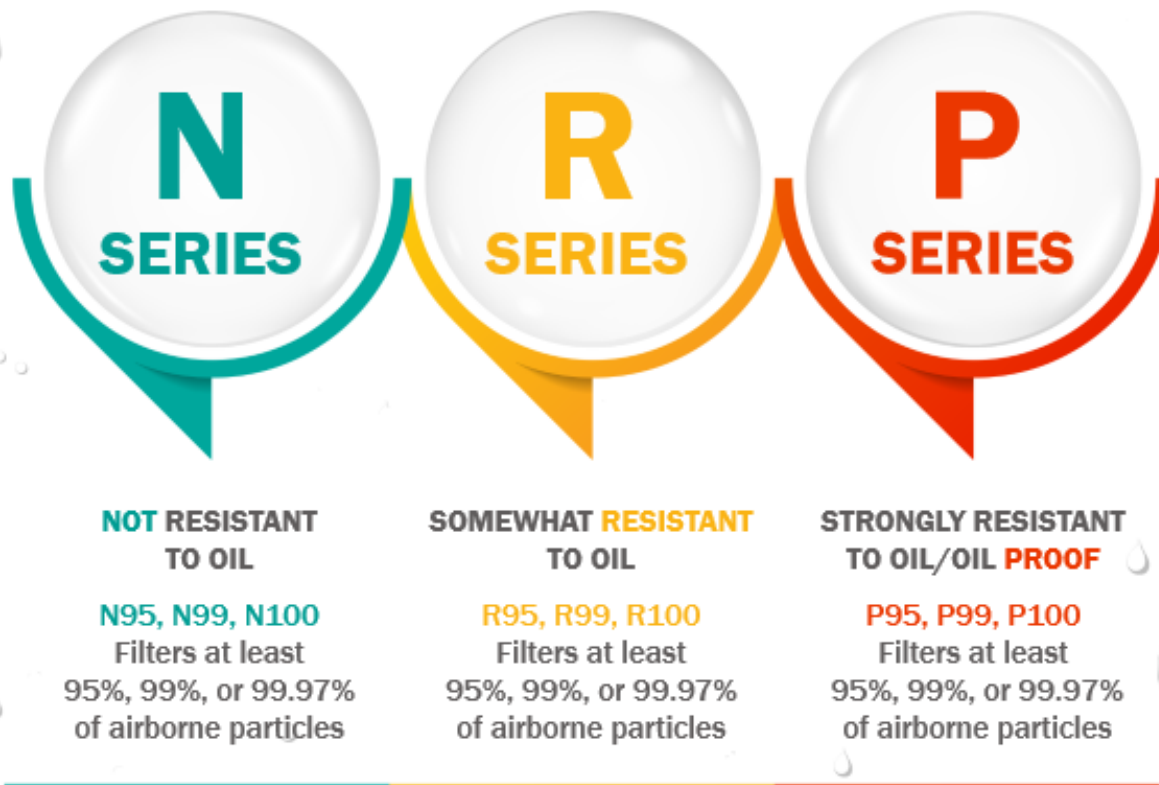 N
SERIES
NOT RESISTANT
TO OIL
N95, N99, N100
Filters at least
95%, 99%, or 99.97%
of airborne particles
R
SERIES
SOMEWHAT RESISTANT
TO OIL
R95, R99, R100
Filters at least
95%, 99%, or 99.97%
of airborne particles
P
SERIES
STRONGLY RESISTANT
TO OIL/OIL PROOF
P95, P99, P100
Filters at least
95%, 99%, or 99.97%
of airborne particles